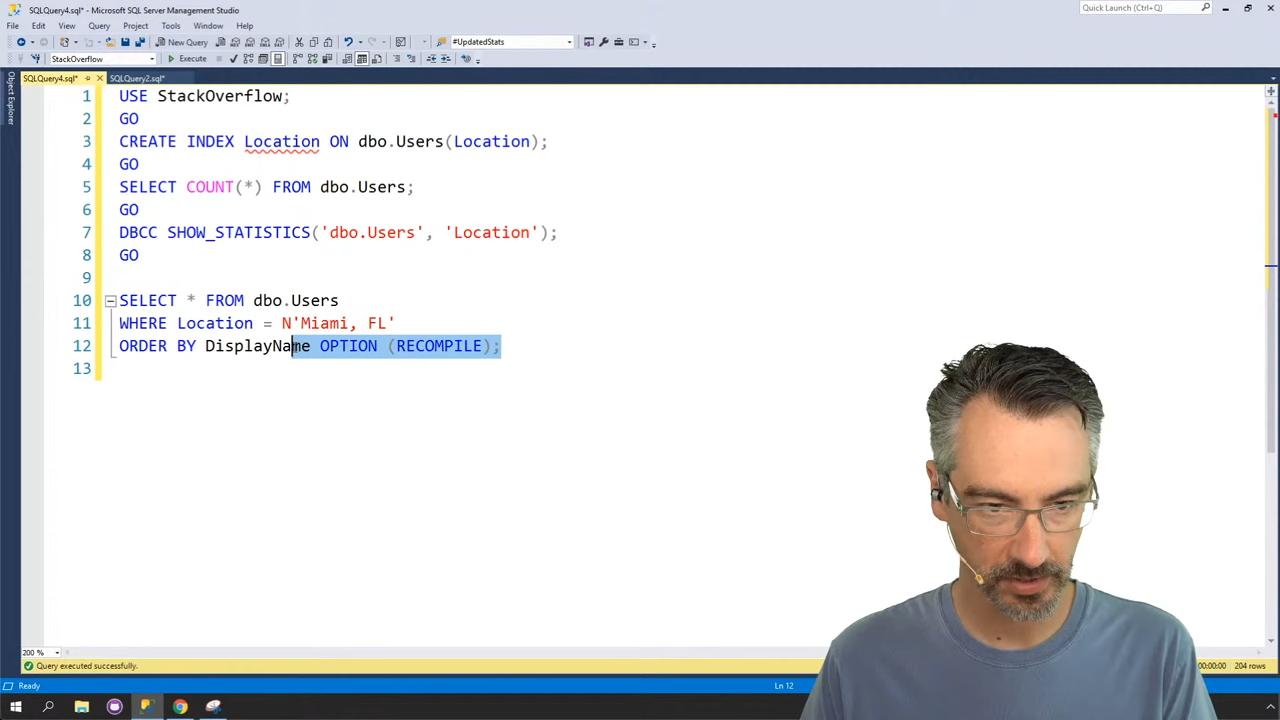 SQLQuery4.sql* - Microsoft SQL Server Management Studio
Quick Launch (Ctrl+Q)
File Edit View Query Project Tools Window Help
New Query #UpdatedStats
StackOverflow Execute
SQLQuery4.sql* SQLQuery2.sql*
Object Explorer
1 USE StackOverflow;
2 GO
3 CREATE INDEX Location ON dbo.Users(Location);
4 GO
5 SELECT COUNT(*) FROM dbo.Users;
6 GO
7 DBCC SHOW_STATISTICS('dbo.Users', 'Location');
8 GO
9
10 SELECT * FROM dbo.Users
11 WHERE Location = N'Miami, FL'
12 ORDER BY DisplayName OPTION (RECOMPILE);
13
200 %
Query executed successfully. 00:00:00 204 rows
Ready Ln 12